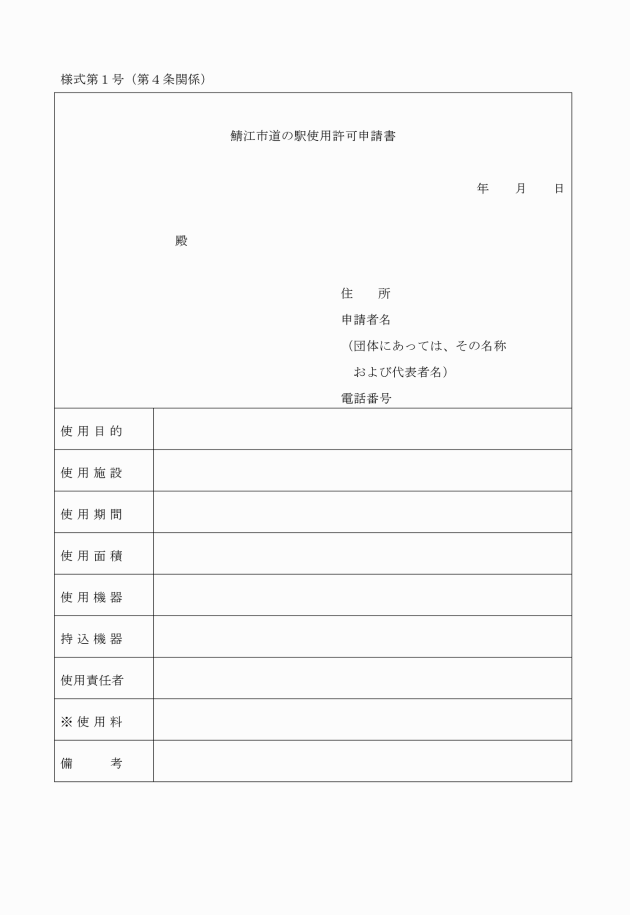 様式第１号（第４条関係）
鯖江市道の駅使用許可申請書
年　　月　　日
殿
住　　所
申請者名
（団体にあっては、その名称
および代表者名）
電話番号
使用目的
使用施設
使用期間
使用面積
使用機器
持込機器
使用責任者
※使用料
備　　考